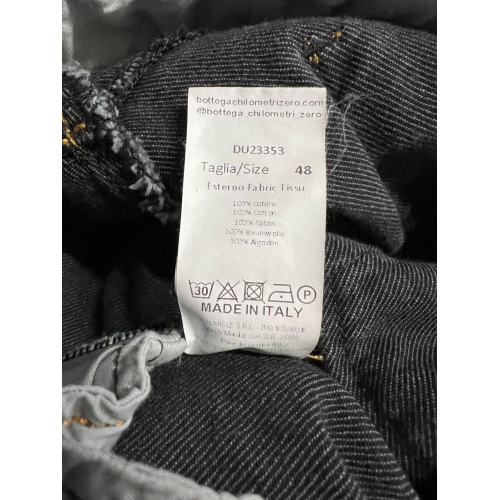 bottegachilometrizero.com
@bottega_chilometri_zero
DU23353
Taglia/Size 48
Esterno Fabric Tissu
100% Cotone
100% Cotton
100% Coton
100% Baumwolle
100% Algodon
30 P
MADE IN ITALY
S.R.L.